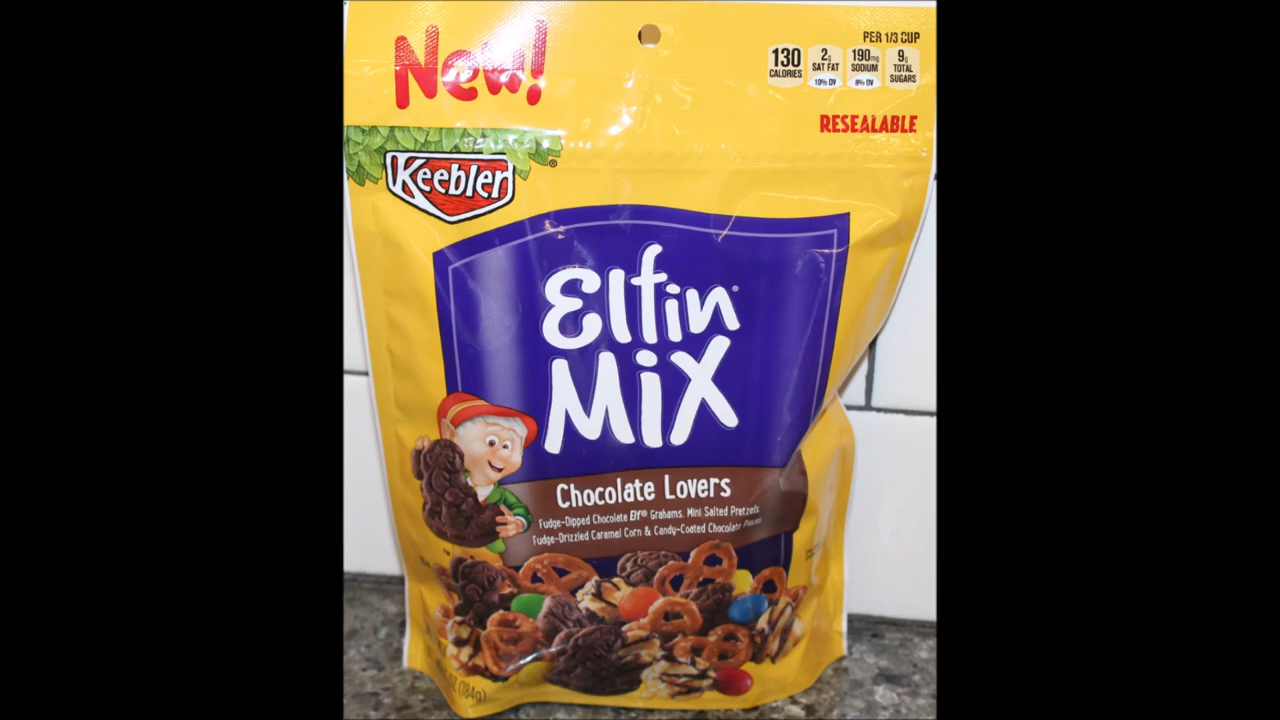 New!
PER 1/3 CUP
130 CALORIES
2g SAT FAT 10% DV
190mg SODIUM 8% DV
9g TOTAL SUGARS
RESEALABLE
Keebler®
Elfin®
Mix
Chocolate Lovers
Fudge-Dipped Chocolate Elf® Grahams, Mini Salted Pretzels
Fudge-Drizzled Caramel Corn & Candy-Coated Chocolate Pieces
OZ (184g)